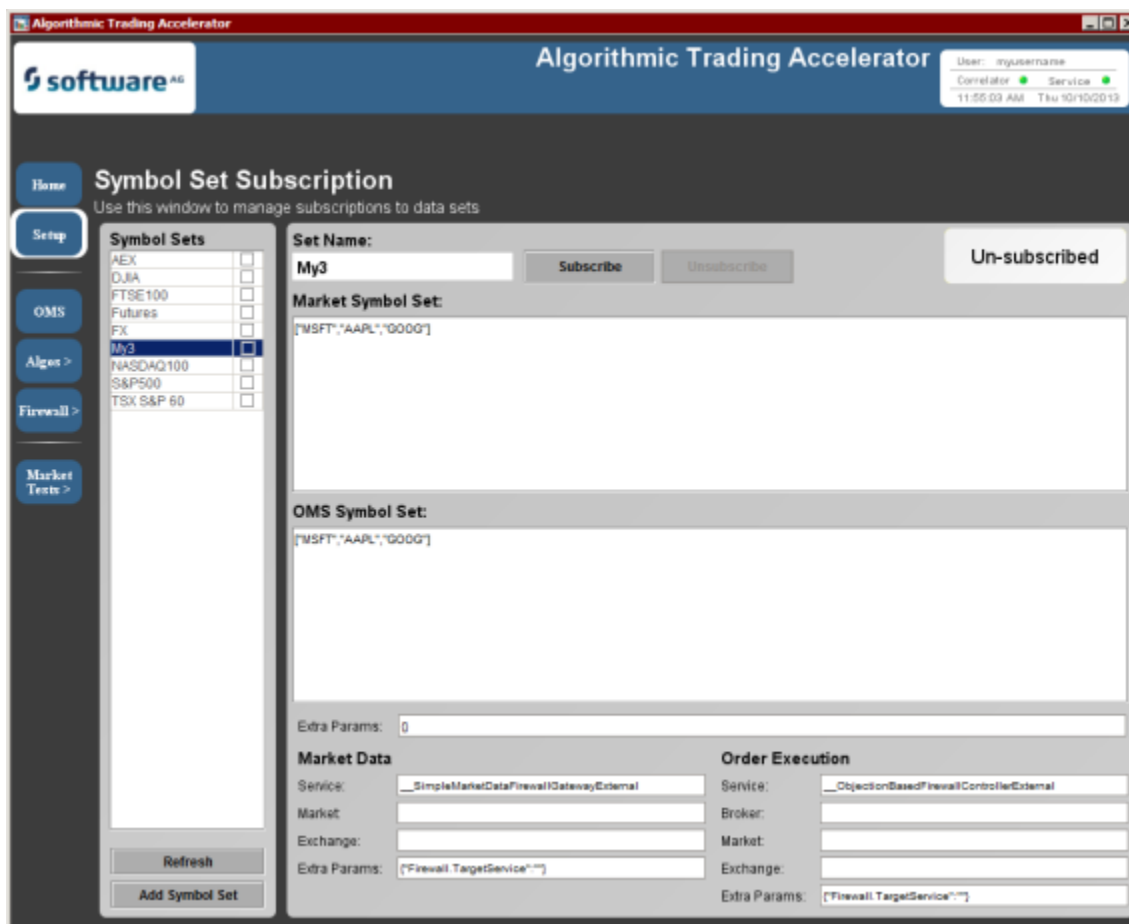 Algorithmic Trading Accelerator
software AG
Algorithmic Trading Accelerator
User: myusername
Correlator Service
11:55:03 AM Thu 10/10/2013
Home
Setup
OMS
Algos >
Firewall >
Market
Tests >
Symbol Set Subscription
Use this window to manage subscriptions to data sets
Symbol Sets
AEX
DJIA
FTSE100
Futures
FX
My3
NASDAQ100
S&P500
TSX S&P 60
Refresh
Add Symbol Set
Set Name:
My3
Subscribe
Unsubscribe
Un-subscribed
Market Symbol Set:
["MSFT","AAPL","GOOG"]
OMS Symbol Set:
["MSFT","AAPL","GOOG"]
Extra Params: {}
Market Data
Service: __SimpleMarketDataFirewallGatewayExternal
Market:
Exchange:
Extra Params: {"Firewall.TargetService":""}
Order Execution
Service: __ObjectionBasedFirewallControllerExternal
Broker:
Market:
Exchange:
Extra Params: {"Firewall.TargetService":""}